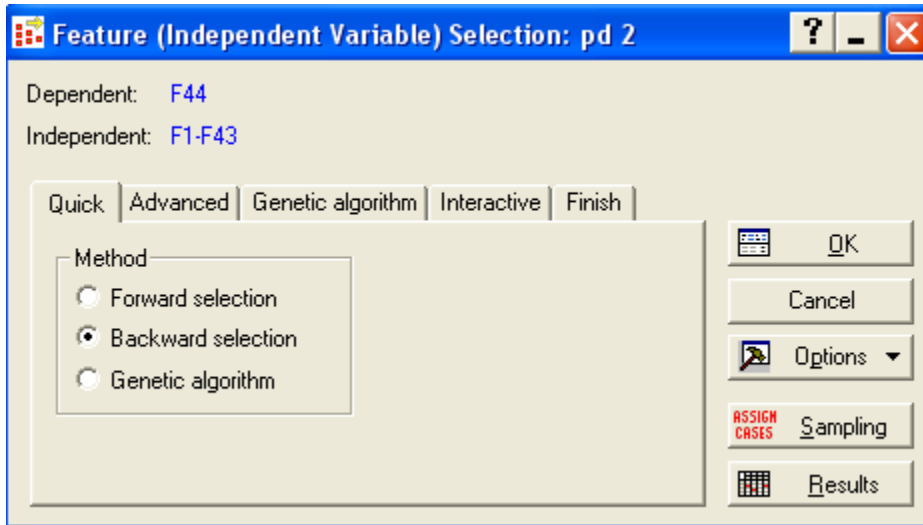 Feature (Independent Variable) Selection: pd 2
Dependent: F44
Independent: F1-F43
Quick Advanced Genetic algorithm Interactive Finish
Method
Forward selection
Backward selection
Genetic algorithm
OK
Cancel
Options
ASSIGN CASES Sampling
Results